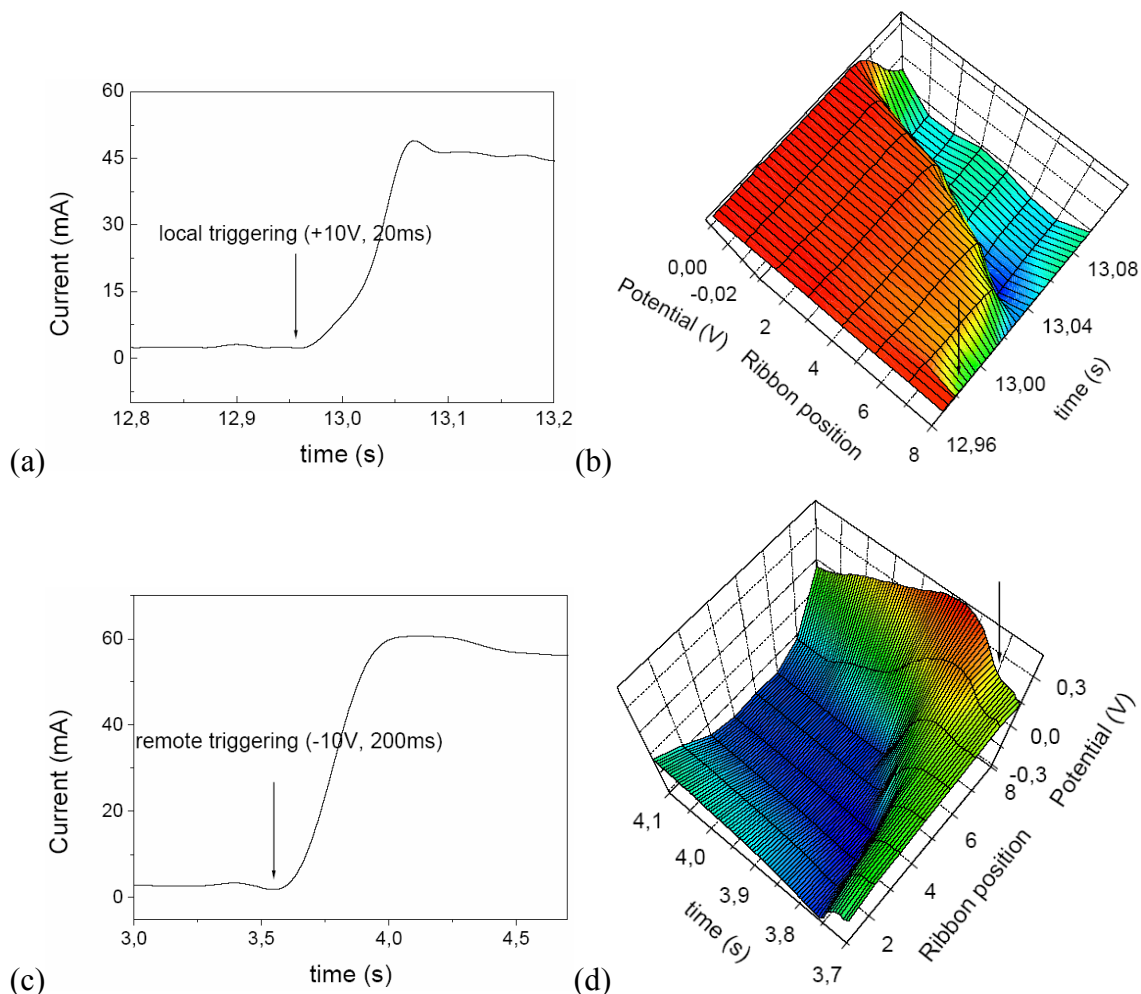 (a)
Current (mA)
60
45
30
15
0
local triggering (+10V, 20ms)
12,8
12,9
13,0
13,1
13,2
time (s)
(b)
0,00
-0,02
Potential (V)
2
4
6
8
Ribbon position
12,96
13,00
13,04
13,08
time (s)
(c)
Current (mA)
60
40
20
0
remote triggering (-10V, 200ms)
3,0
3,5
4,0
4,5
time (s)
(d)
4,1
4,0
3,9
3,8
3,7
time (s)
2
4
6
8
Ribbon position
0,3
0,0
-0,3
Potential (V)